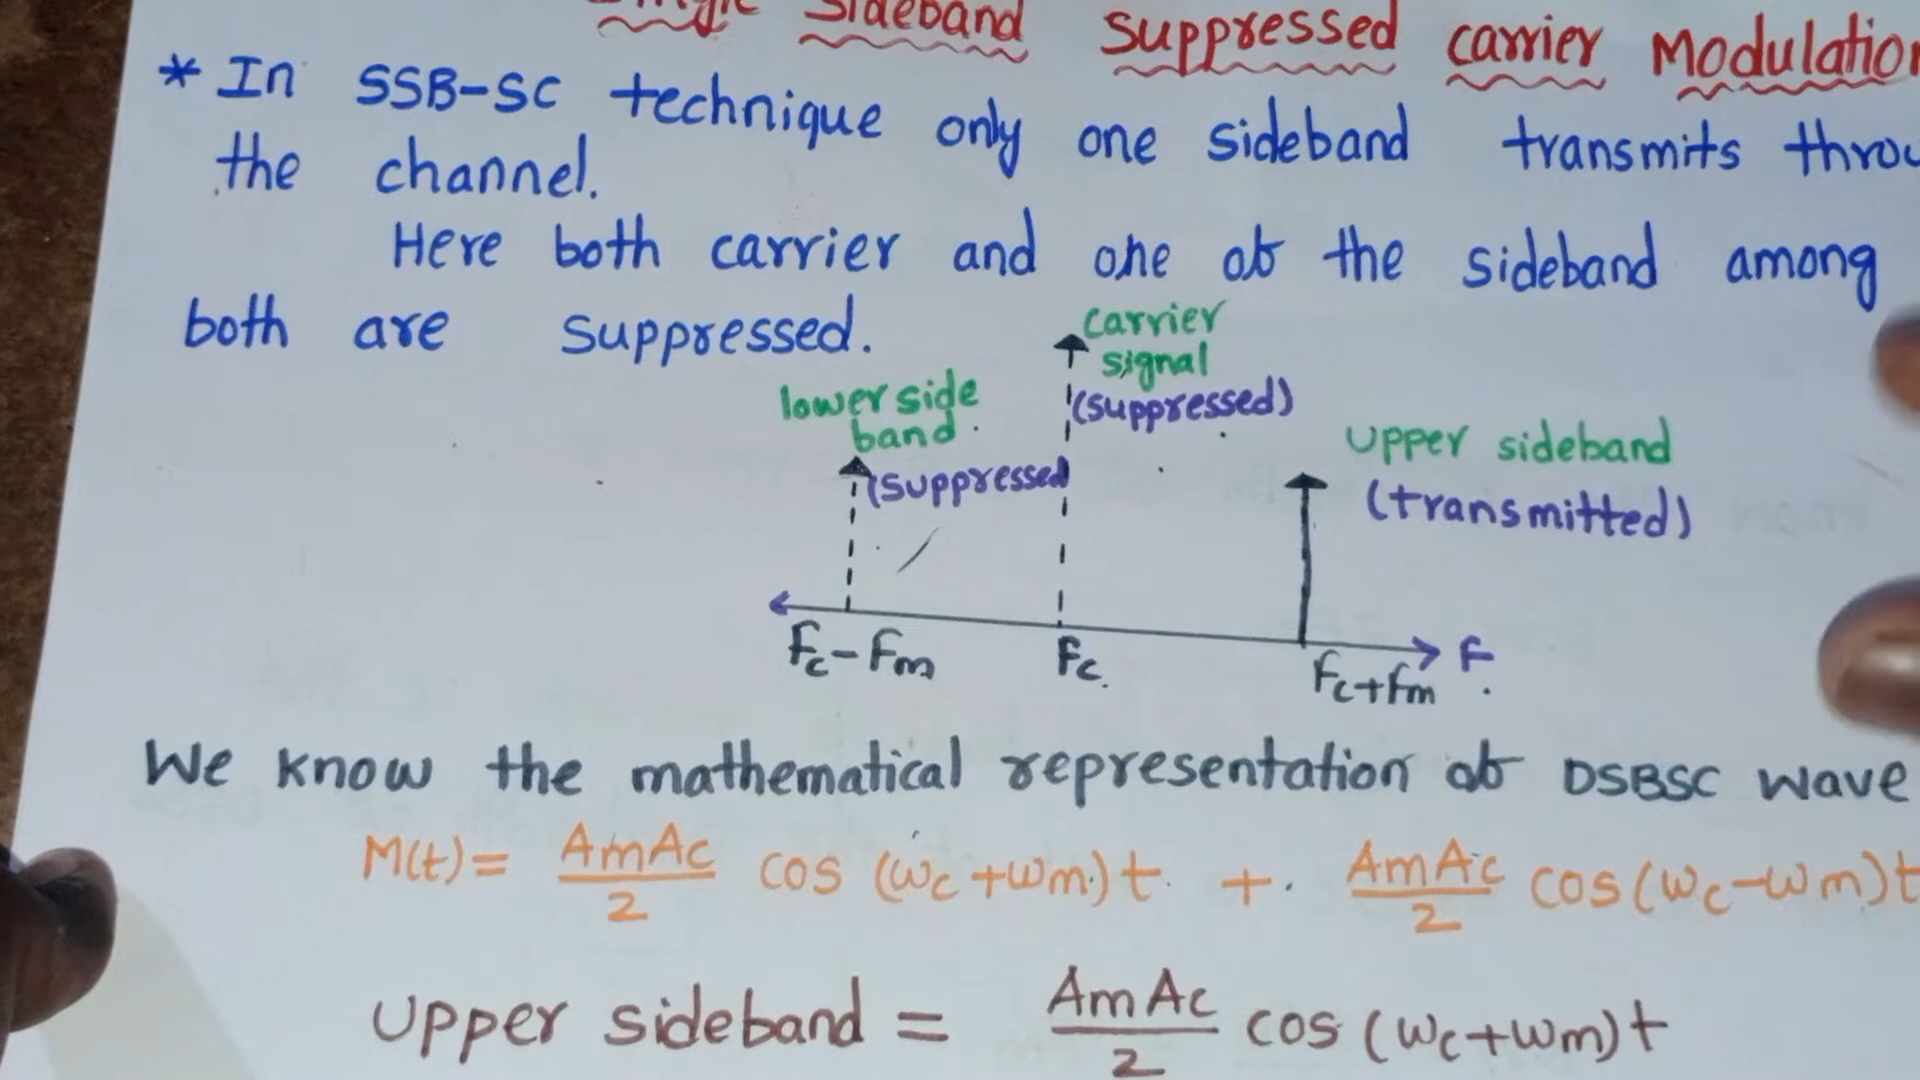 Sideband Suppressed carrier Modulation
* In SSB-SC technique only one sideband transmits throu
the channel.
Here both carrier and one of the sideband among
both are suppressed.
carrier
signal
(suppressed)
lower side
band
(suppressed
upper sideband
(transmitted)
Fc-Fm
Fc
Fc+fm
F
We know the mathematical representation of DSBSC wave
M(t)= AmAc/2 cos (ωc+ωm)t + AmAc/2 cos(ωc-ωm)t
Upper sideband = AmAc/2 cos (ωc+ωm)t